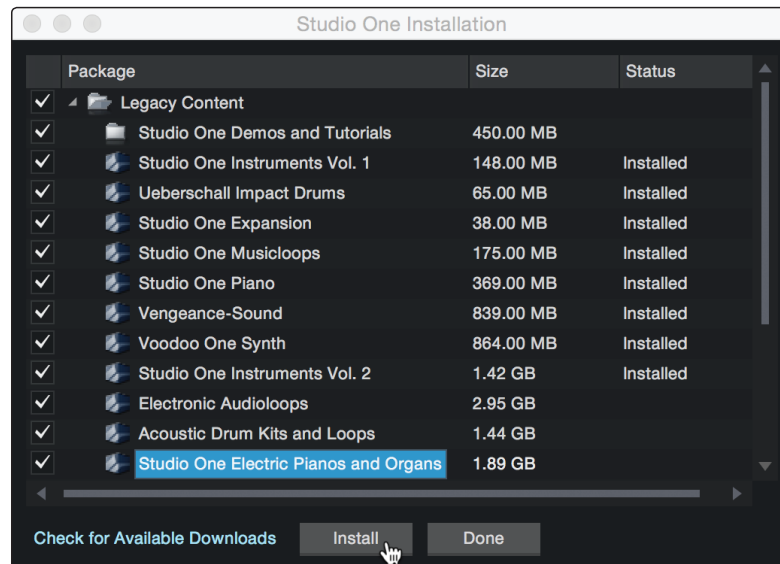 Studio One Installation
Package Size Status
Legacy Content
Studio One Demos and Tutorials 450.00 MB
Studio One Instruments Vol. 1 148.00 MB Installed
Ueberschall Impact Drums 65.00 MB Installed
Studio One Expansion 38.00 MB Installed
Studio One Musicloops 175.00 MB Installed
Studio One Piano 369.00 MB Installed
Vengeance-Sound 839.00 MB Installed
Voodoo One Synth 864.00 MB Installed
Studio One Instruments Vol. 2 1.42 GB Installed
Electronic Audioloops 2.95 GB
Acoustic Drum Kits and Loops 1.44 GB
Studio One Electric Pianos and Organs 1.89 GB
Check for Available Downloads Install Done